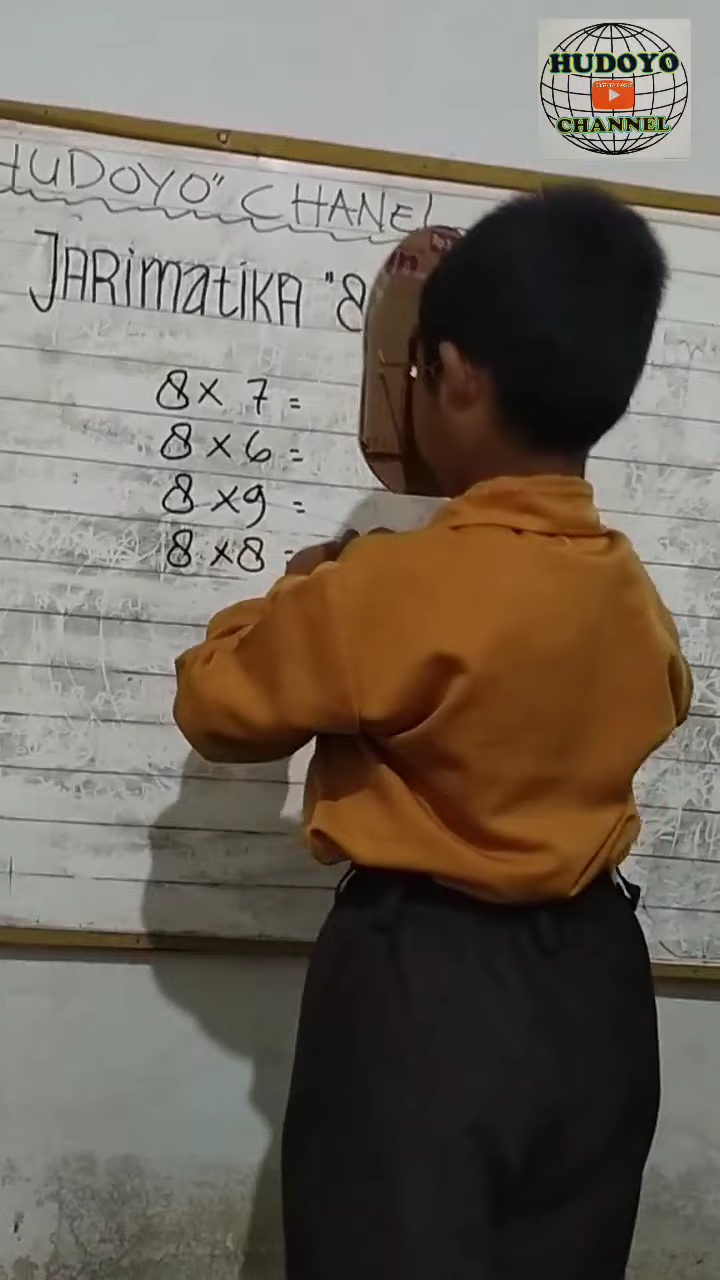 HUDOYO
CHANNEL
HUDOYO" CHANEL
JARimatiKA "8
8 × 7 =
8 × 6 =
8 × 9 =
8 × 8 =